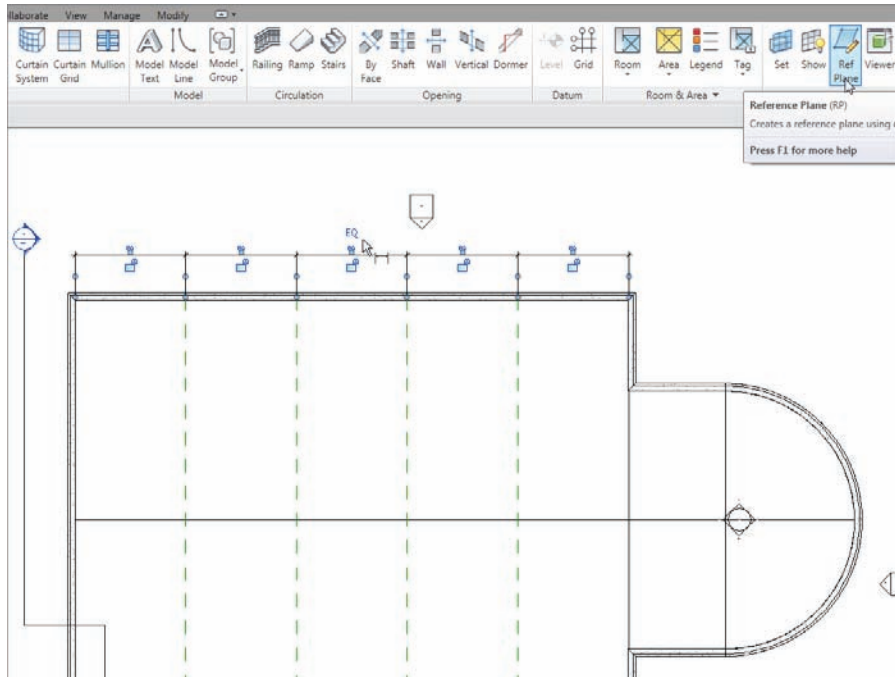 llaborate View Manage Modify
Curtain System
Curtain Grid
Mullion
Model Text
Model Line
Model Group
Railing
Ramp
Stairs
By Face
Shaft
Wall
Vertical
Dormer
Level
Grid
Room
Area
Legend
Tag
Set
Show
Ref Plane
Viewer
Model
Circulation
Opening
Datum
Room & Area
Reference Plane (RP)
Creates a reference plane using
Press F1 for more help
EQ